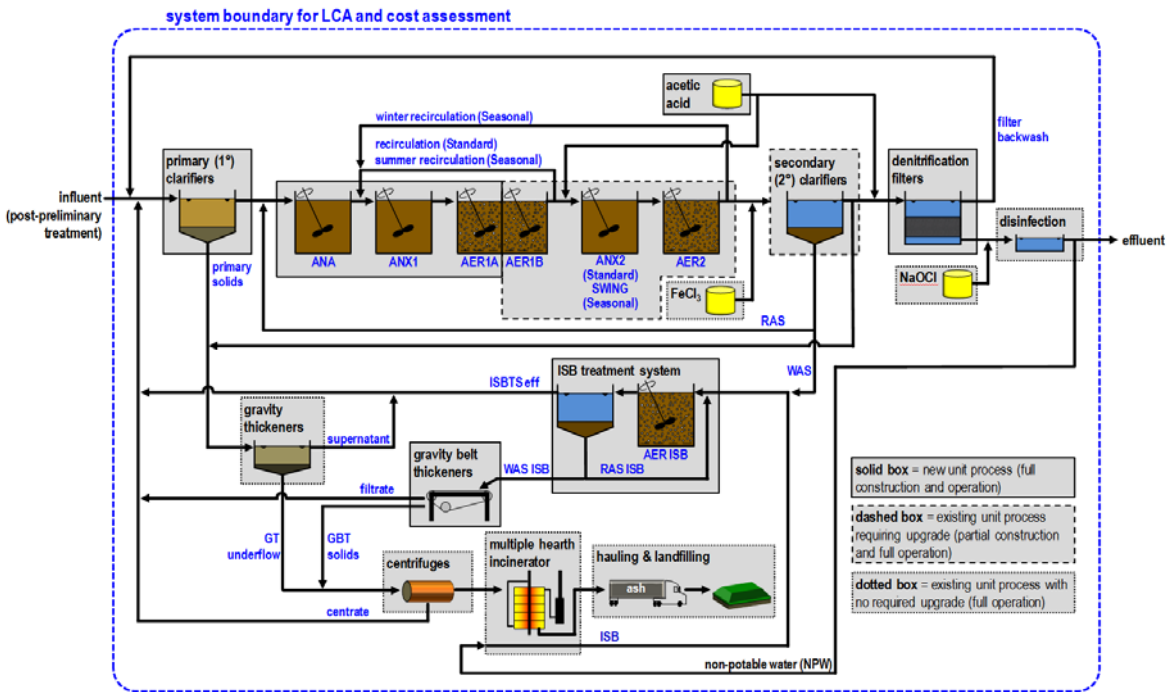 system boundary for LCA and cost assessment
acetic
acid
winter recirculation (Seasonal)
filter
backwash
recirculation (Standard)
summer recirculation (Seasonal)
primary (1°)
clarifiers
secondary
(2°) clarifiers
denitrification
filters
influent
(post-preliminary
treatment)
disinfection
effluent
ANA
ANX1
AER1A
AER1B
ANX2
(Standard)
SWING
(Seasonal)
AER2
primary
solids
FeCl3
NaOCl
RAS
WAS
ISB treatment system
ISBTS eff
gravity
thickeners
supernatant
AER ISB
gravity belt
thickeners
WAS ISB
RAS ISB
filtrate
solid box = new unit process (full
construction and operation)
dashed box = existing unit process
requiring upgrade (partial construction
and full operation)
dotted box = existing unit process with
no required upgrade (full operation)
GT
underflow
GBT
solids
multiple hearth
incinerator
hauling & landfilling
centrifuges
ash
centrate
ISB
non-potable water (NPW)